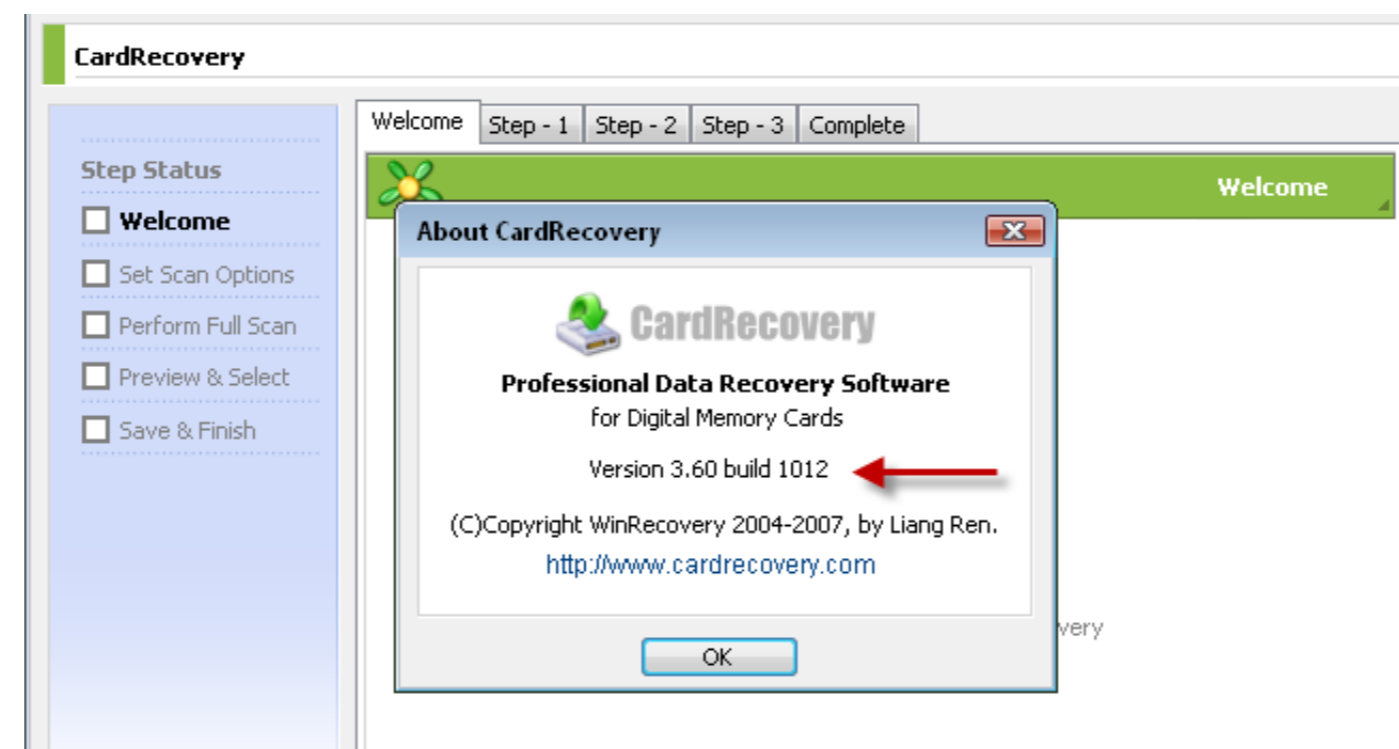 CardRecovery
Welcome
Step - 1
Step - 2
Step - 3
Complete
Step Status
Welcome
Set Scan Options
Perform Full Scan
Preview & Select
Save & Finish
Welcome
About CardRecovery
CardRecovery
Professional Data Recovery Software
for Digital Memory Cards
Version 3.60 build 1012
(C)Copyright WinRecovery 2004-2007, by Liang Ren.
http://www.cardrecovery.com
OK
very